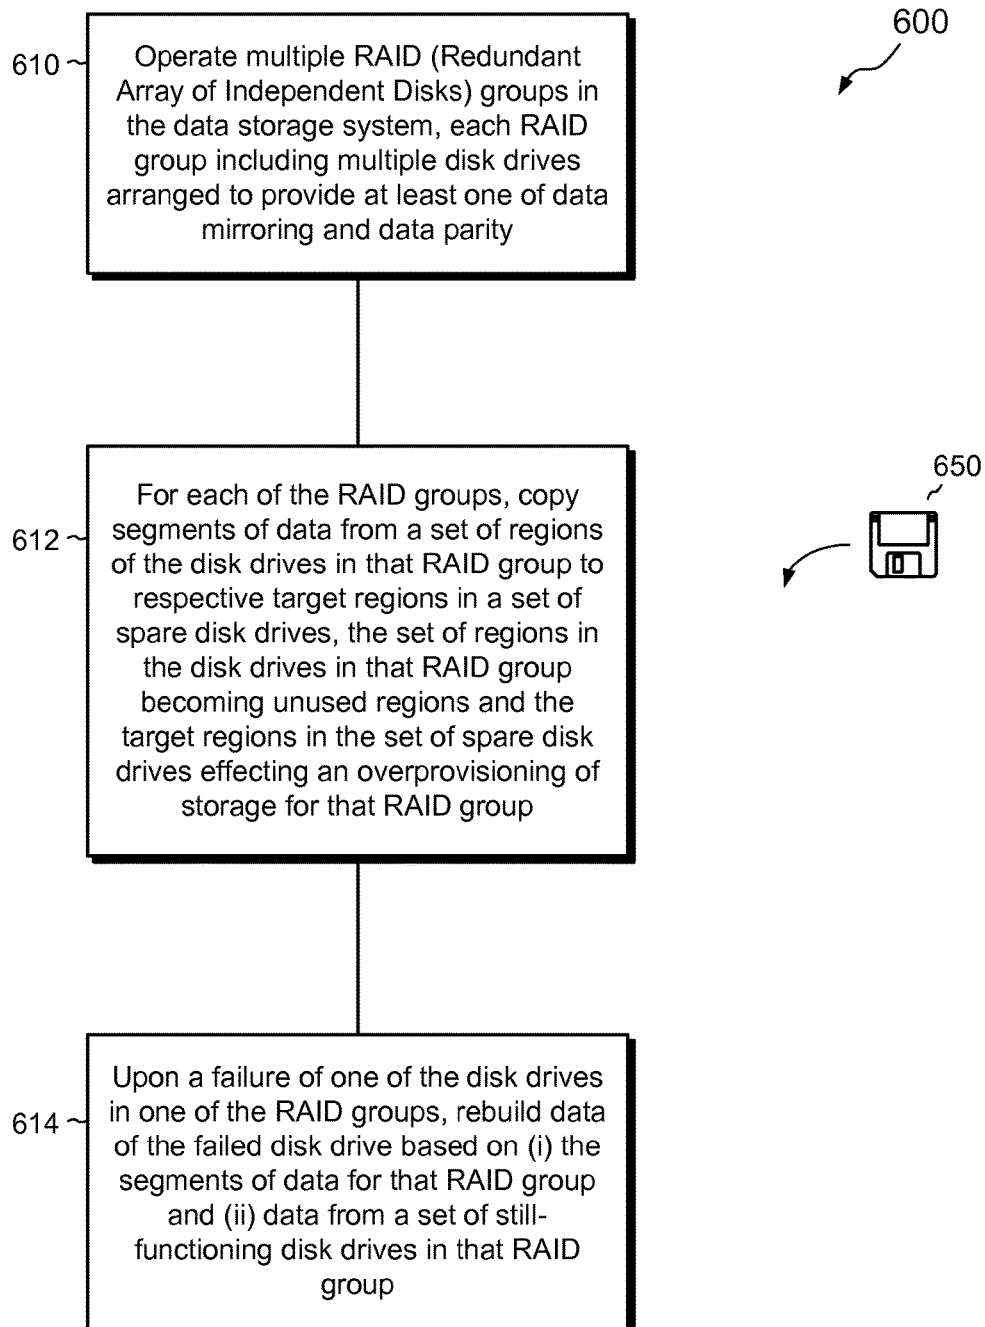 600
610
Operate multiple RAID (Redundant
Array of Independent Disks) groups in
the data storage system, each RAID
group including multiple disk drives
arranged to provide at least one of data
mirroring and data parity
650
612
For each of the RAID groups, copy
segments of data from a set of regions
of the disk drives in that RAID group to
respective target regions in a set of
spare disk drives, the set of regions in
the disk drives in that RAID group
becoming unused regions and the
target regions in the set of spare disk
drives effecting an overprovisioning of
storage for that RAID group
614
Upon a failure of one of the disk drives
in one of the RAID groups, rebuild data
of the failed disk drive based on (i) the
segments of data for that RAID group
and (ii) data from a set of still-
functioning disk drives in that RAID
group